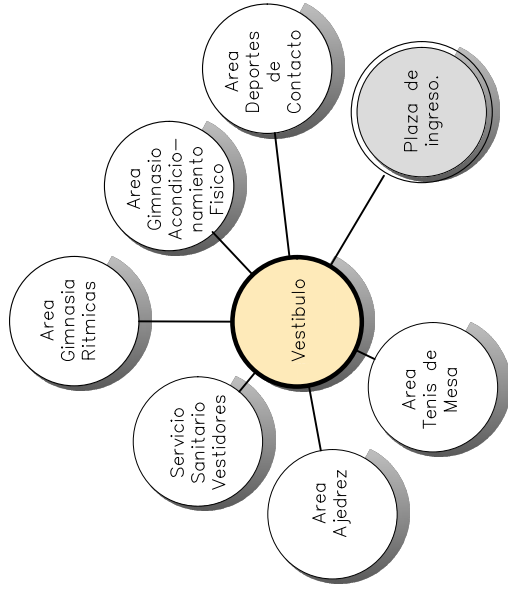 Area
Gimnasia
Ritmicas
Area
Gimnasio
Acondicio-
namiento
Fisico
Area
Deportes
de
Contacto
Plaza de
ingreso.
Vestibulo
Servicio
Sanitario
Vestidores
Area
Ajedrez
Area
Tenis de
Mesa